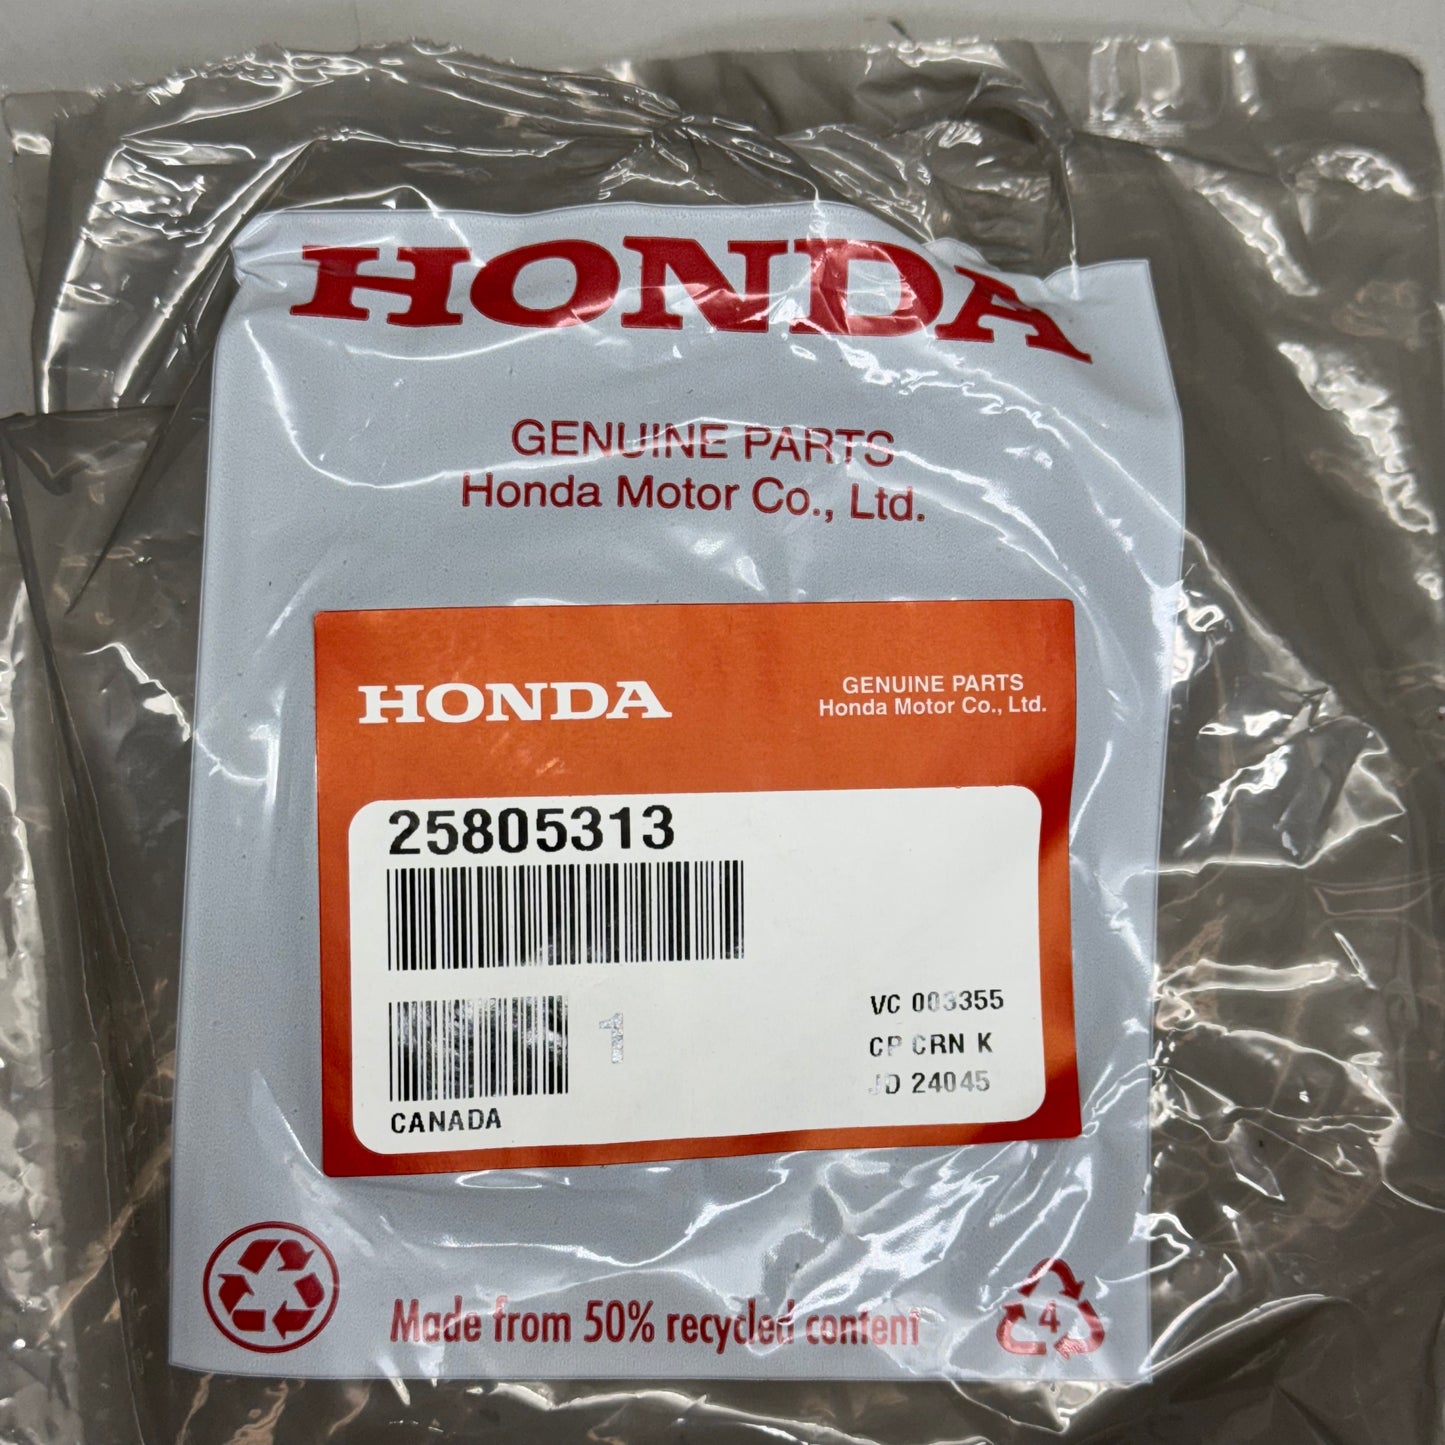 HONDA
GENUINE PARTS
Honda Motor Co., Ltd.
HONDA
GENUINE PARTS
Honda Motor Co., Ltd.
25805313
1
VC 003355
CP CRN K
JD 24045
CANADA
Made from 50% recycled content
4